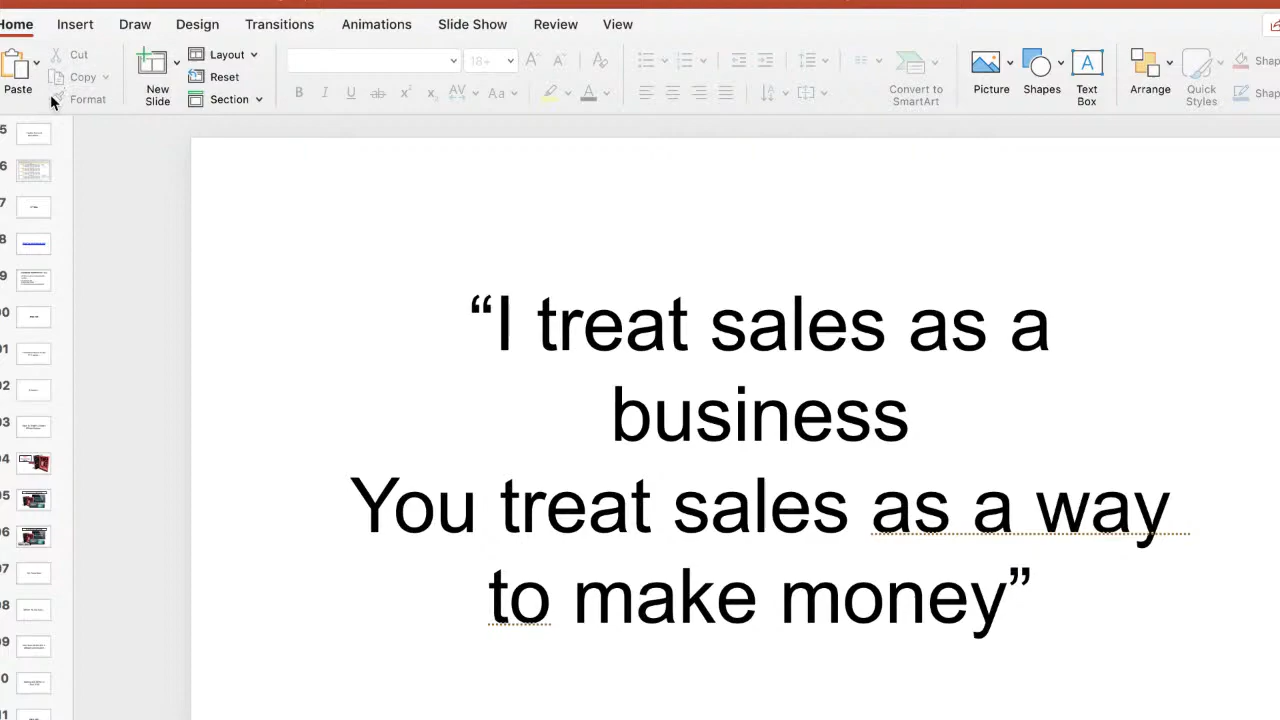 Home Insert Draw Design Transitions Animations Slide Show Review View
Cut
Copy
Format
Paste
New
Slide
Layout
Reset
Section
18
Convert to
SmartArt
Picture
Shapes
Text
Box
Arrange
Quick
Styles
“I treat sales as a
business
You treat sales as a way
to make money”